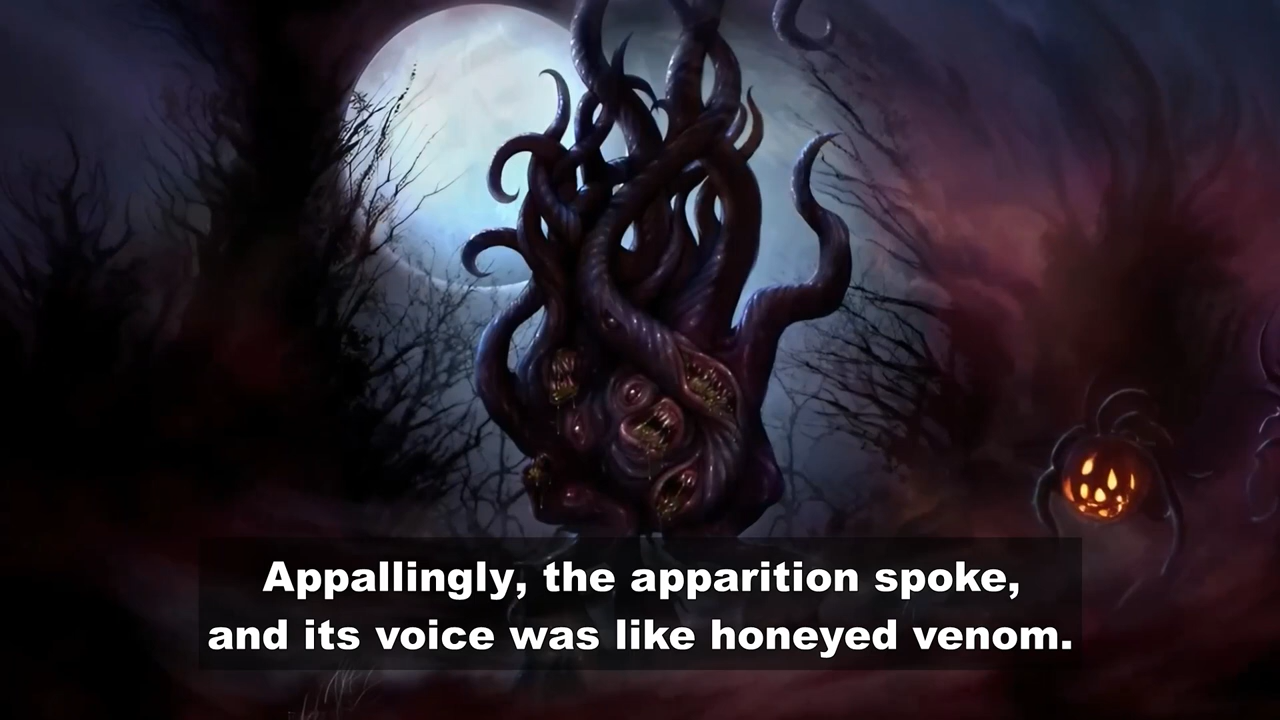 Appallingly, the apparition spoke,
and its voice was like honeyed venom.